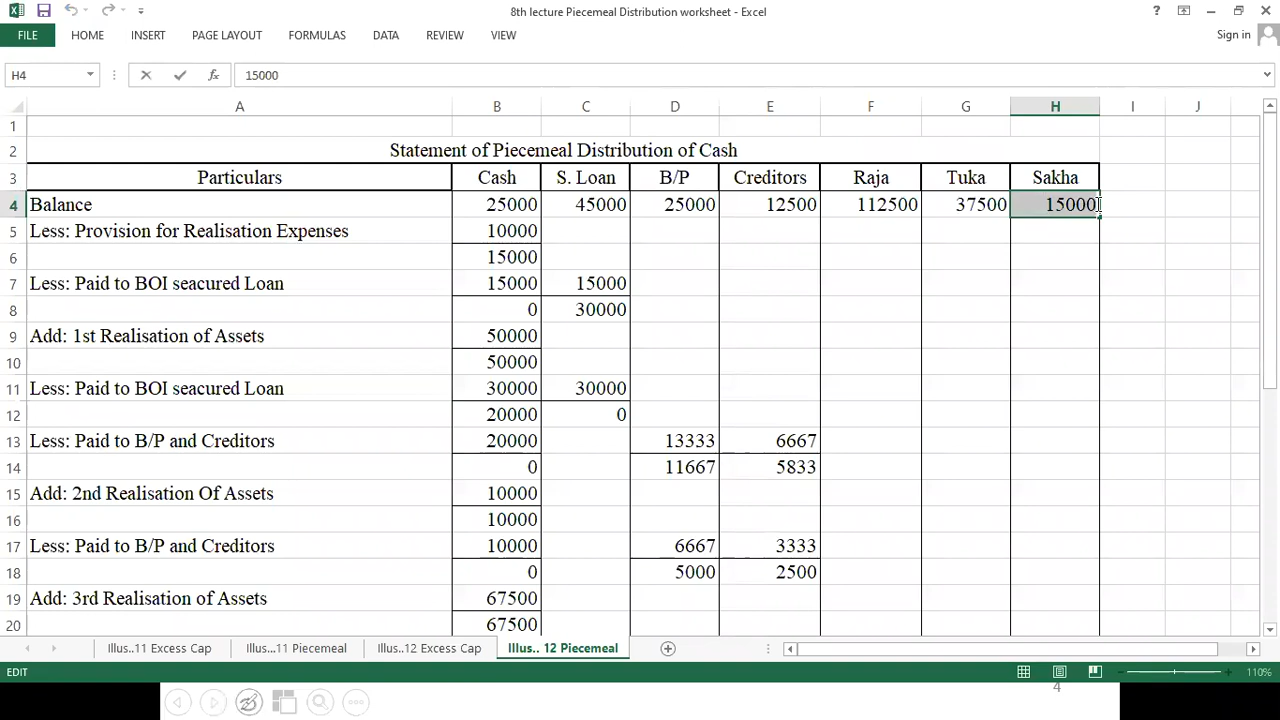 8th lecture Piecemeal Distribution worksheet - Excel
?
FILE HOME INSERT PAGE LAYOUT FORMULAS DATA REVIEW VIEW Sign in
H4 fx 15000
A B C D E F G H I J
1
2 Statement of Piecemeal Distribution of Cash
3 Particulars Cash S. Loan B/P Creditors Raja Tuka Sakha
4 Balance 25000 45000 25000 12500 112500 37500 15000
5 Less: Provision for Realisation Expenses 10000
6 15000
7 Less: Paid to BOI seacured Loan 15000 15000
8 0 30000
9 Add: 1st Realisation of Assets 50000
10 50000
11 Less: Paid to BOI seacured Loan 30000 30000
12 20000 0
13 Less: Paid to B/P and Creditors 20000 13333 6667
14 0 11667 5833
15 Add: 2nd Realisation Of Assets 10000
16 10000
17 Less: Paid to B/P and Creditors 10000 6667 3333
18 0 5000 2500
19 Add: 3rd Realisation of Assets 67500
20 67500
Illus..11 Excess Cap Illus...11 Piecemeal Illus..12 Excess Cap Illus.. 12 Piecemeal
EDIT 110%
4